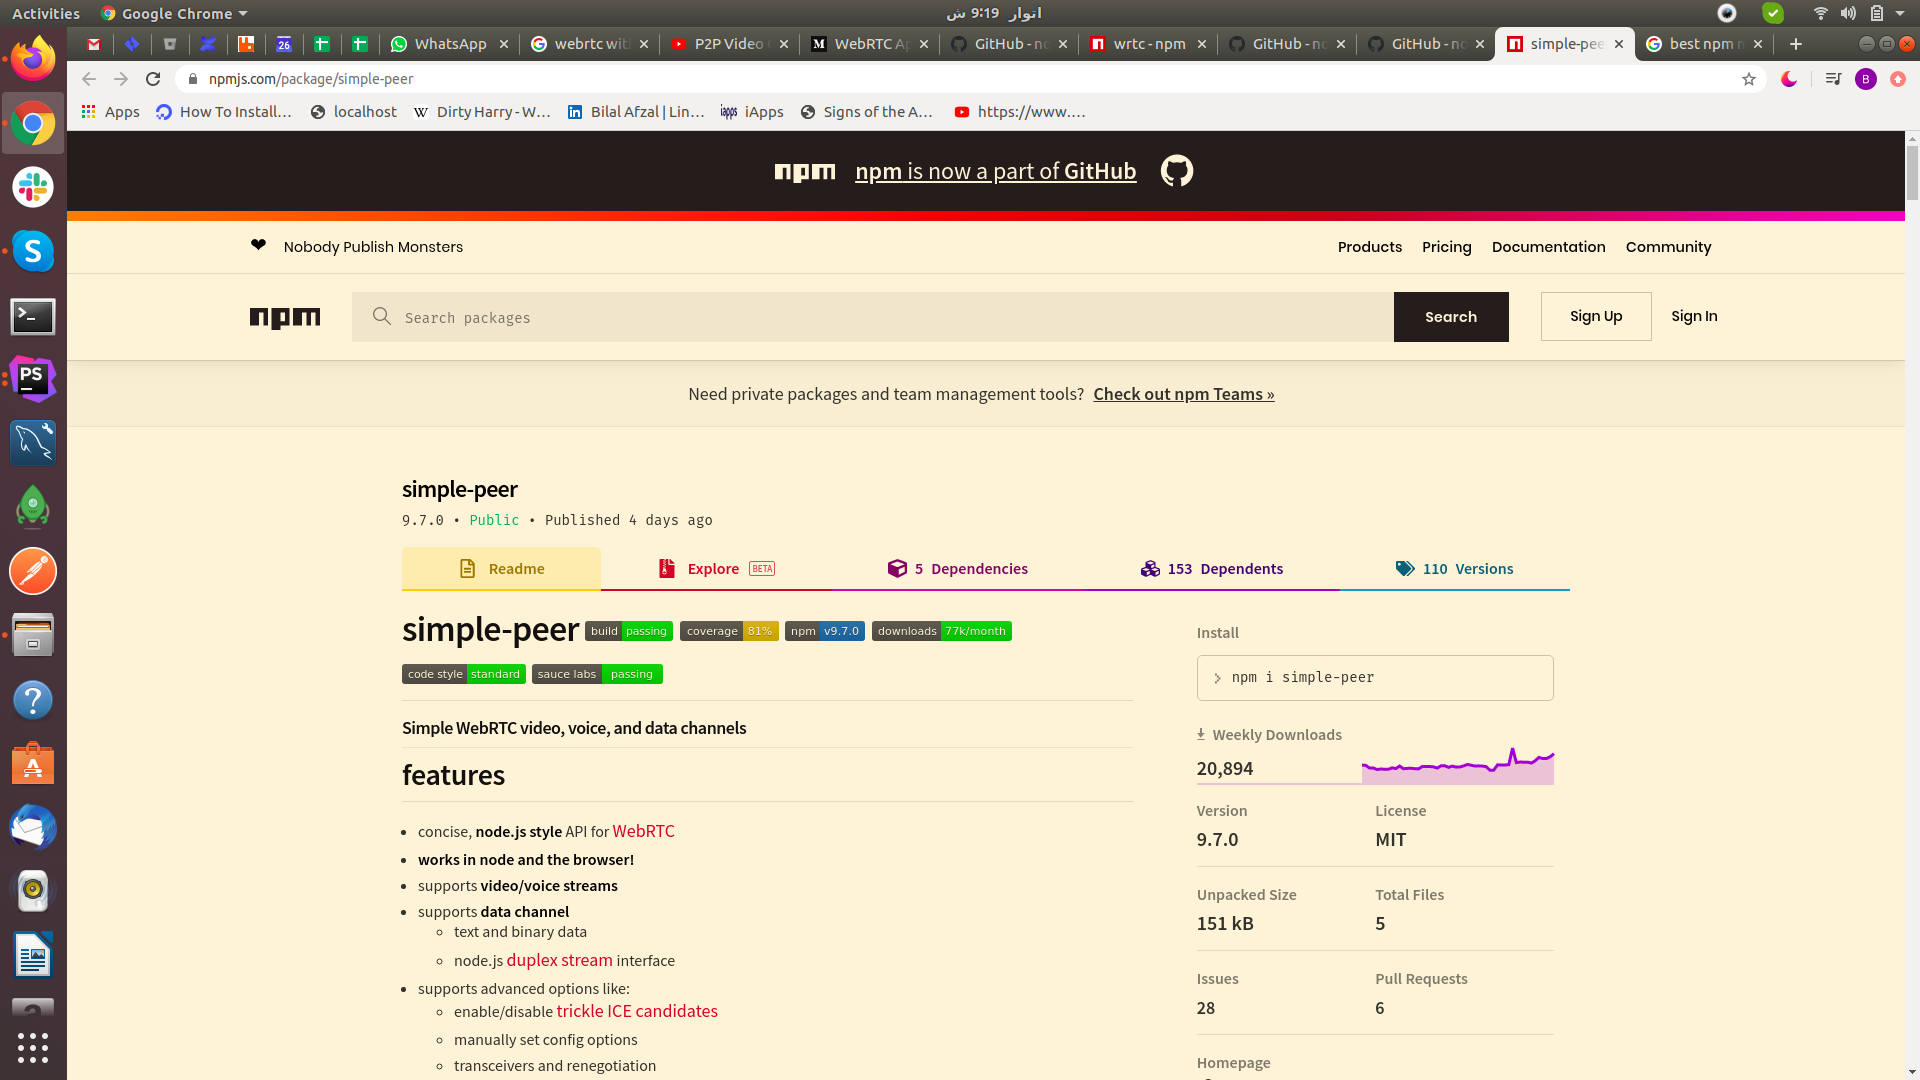 Activities
Google Chrome
اتوار 9:19 ش
26
WhatsApp
webrtc wit
P2P Video
WebRTC Ap
GitHub - no
wrtc - npm
GitHub - no
GitHub - no
simple-pee
best npm
npmjs.com/package/simple-peer
B
Apps
How To Install...
localhost
Dirty Harry - W...
Bilal Afzal | Lin...
iApps
Signs of the A...
https://www....
npm
npm is now a part of GitHub
❤
Nobody Publish Monsters
Products
Pricing
Documentation
Community
npm
Search packages
Search
Sign Up
Sign In
Need private packages and team management tools? Check out npm Teams »
simple-peer
9.7.0 • Public • Published 4 days ago
Readme
Explore BETA
5 Dependencies
153 Dependents
110 Versions
simple-peer
build passing
coverage 81%
npm v9.7.0
downloads 77k/month
code style standard
sauce labs passing
Simple WebRTC video, voice, and data channels
features
• concise, node.js style API for WebRTC
• works in node and the browser!
• supports video/voice streams
• supports data channel
◦ text and binary data
◦ node.js duplex stream interface
• supports advanced options like:
◦ enable/disable trickle ICE candidates
◦ manually set config options
◦ transceivers and renegotiation
Install
> npm i simple-peer
Weekly Downloads
20,894
Version
License
9.7.0
MIT
Unpacked Size
Total Files
151 kB
5
Issues
Pull Requests
28
6
Homepage
S
>_
PS
?
A